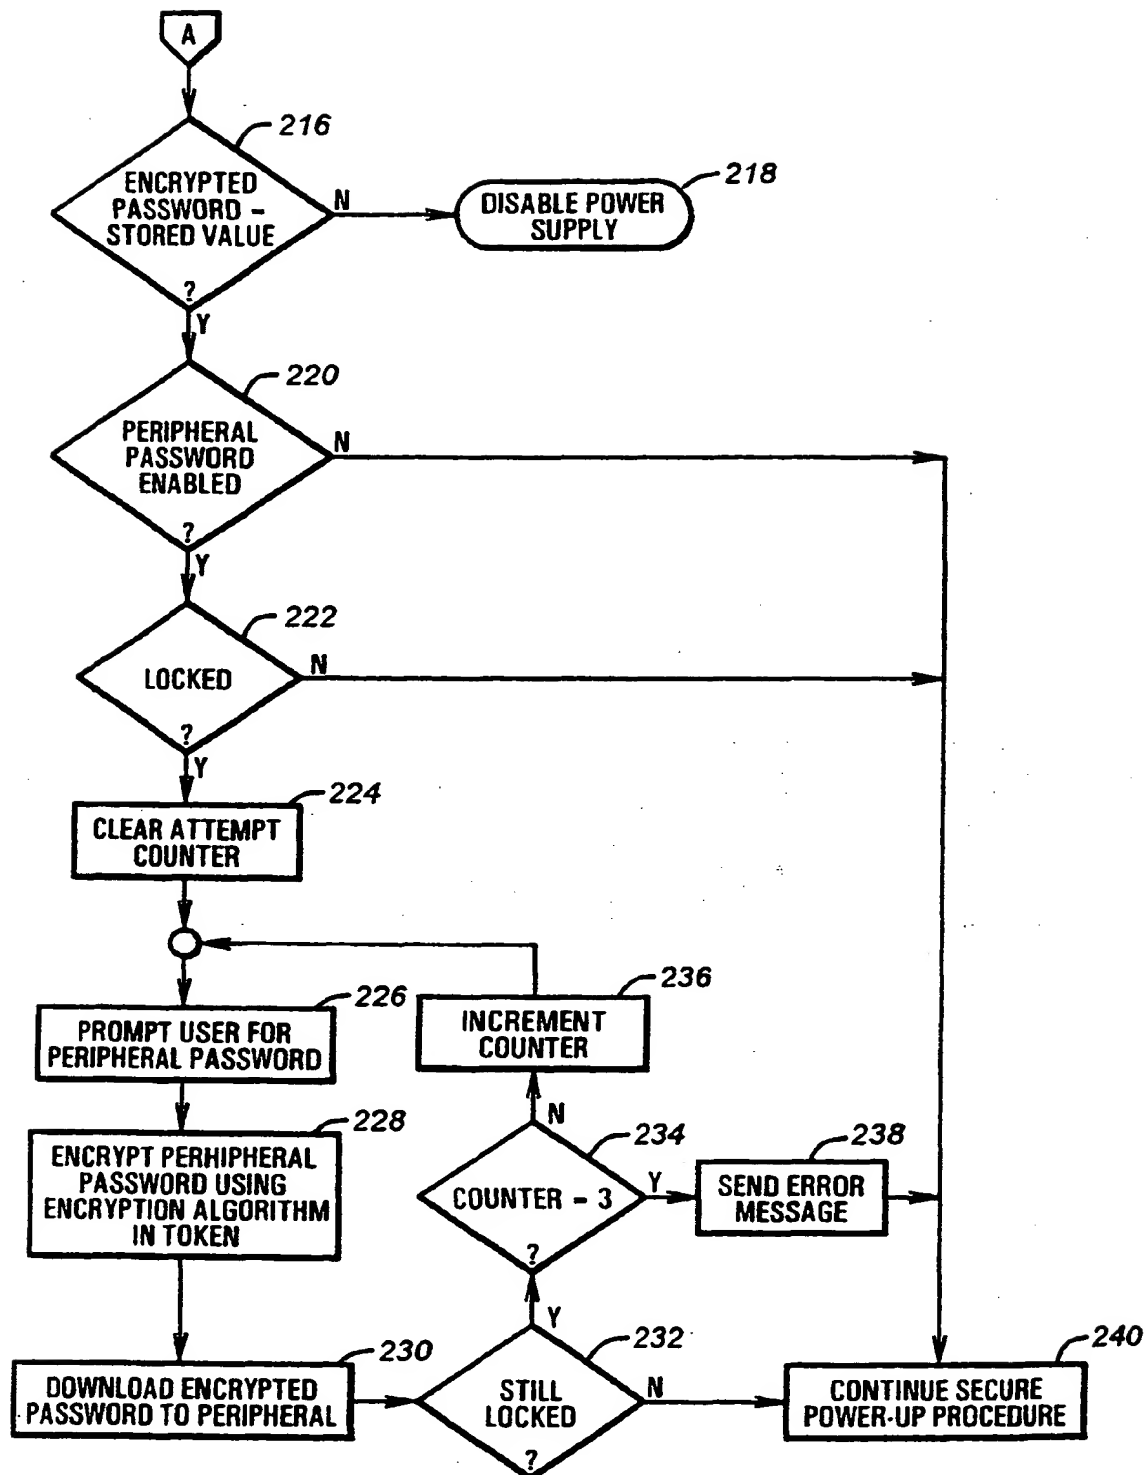 A
216
ENCRYPTED
PASSWORD -
STORED VALUE
?
N
Y
218
DISABLE POWER
SUPPLY
220
PERIPHERAL
PASSWORD
ENABLED
?
N
Y
222
LOCKED
?
N
Y
224
CLEAR ATTEMPT
COUNTER
226
PROMPT USER FOR
PERIPHERAL PASSWORD
228
ENCRYPT PERHIPHERAL
PASSWORD USING
ENCRYPTION ALGORITHM
IN TOKEN
230
DOWNLOAD ENCRYPTED
PASSWORD TO PERIPHERAL
232
STILL
LOCKED
?
Y
N
234
COUNTER - 3
?
N
Y
236
INCREMENT
COUNTER
238
SEND ERROR
MESSAGE
240
CONTINUE SECURE
POWER-UP PROCEDURE